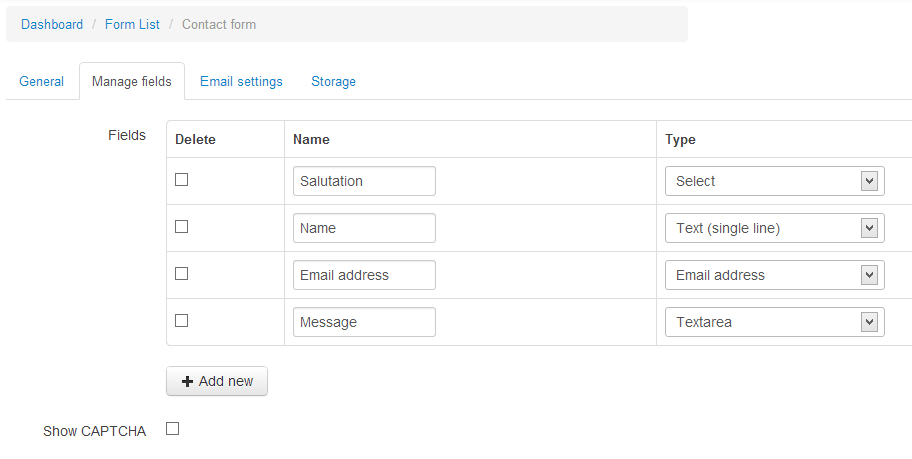 Dashboard / Form List / Contact form
General Manage fields Email settings Storage
Fields Delete Name Type
Salutation Select
Name Text (single line)
Email address Email address
Message Textarea
Add new
Show CAPTCHA